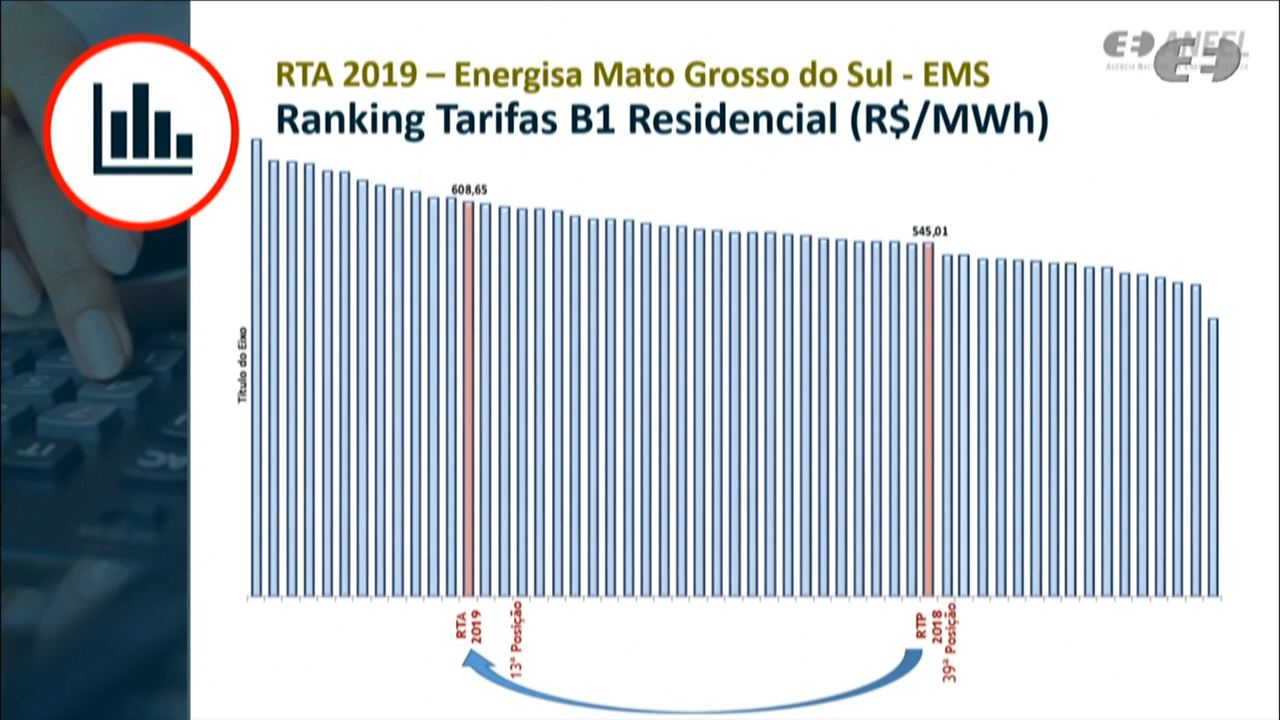 RTA 2019 – Energisa Mato Grosso do Sul - EMS
Ranking Tarifas B1 Residencial (R$/MWh)
ANEEL
608,65
545,01
Título do Eixo
RTA
2019
13ª Posição
RTP
2018
39ª Posição